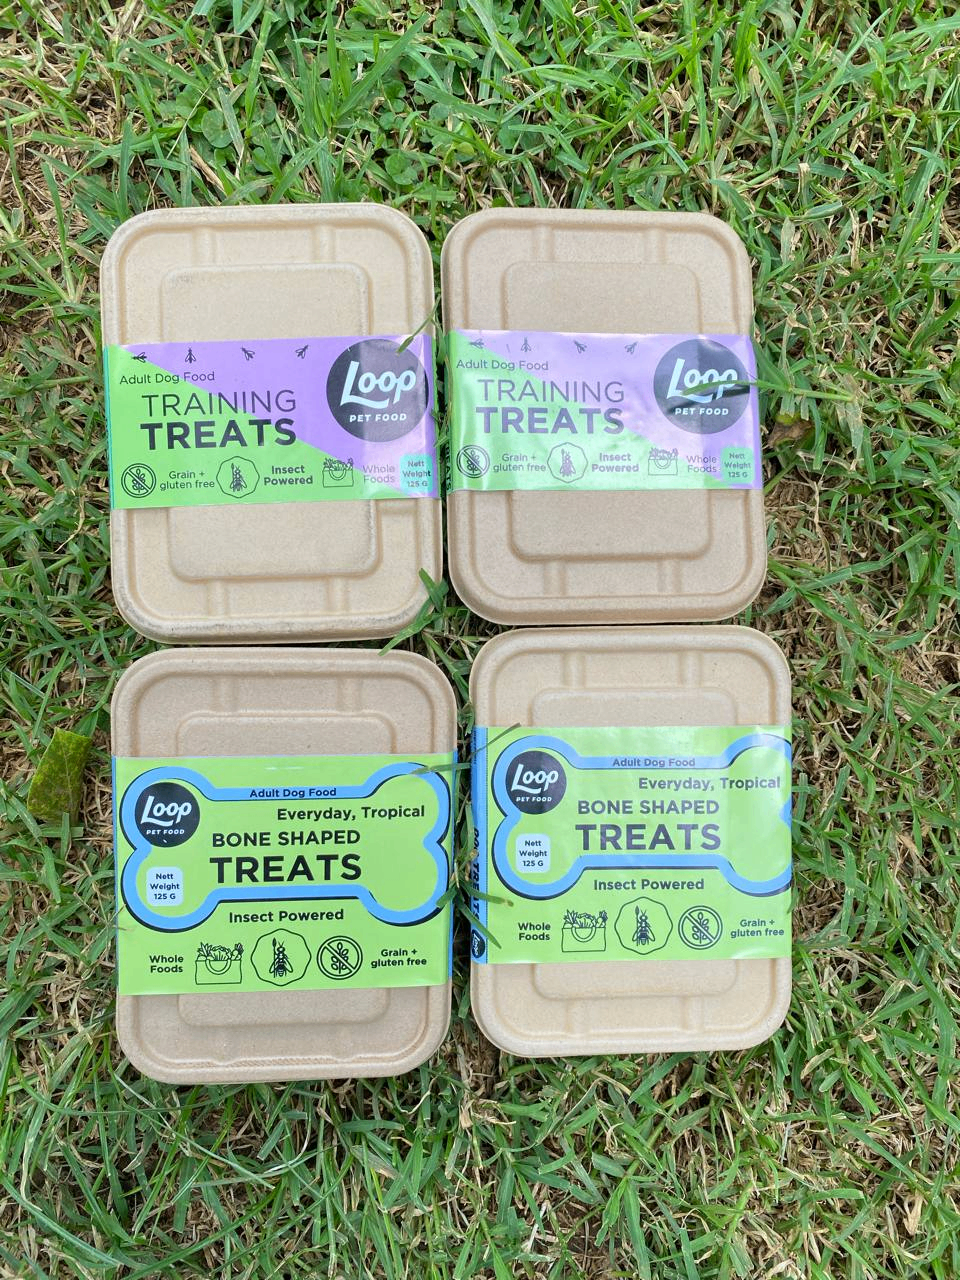 Adult Dog Food
TRAINING
TREATS
Loop
PET FOOD
Grain +
gluten free
Insect
Powered
Whole
Foods
Nett
Weight
125 G
Adult Dog Food
TRAINING
TREATS
Loop
PET FOOD
Grain +
gluten free
Insect
Powered
Whole
Foods
Nett
Weight
125 G
Adult Dog Food
Loop
PET FOOD
Everyday, Tropical
BONE SHAPED
TREATS
Nett
Weight
125 G
Insect Powered
Whole
Foods
Grain +
gluten free
Adult Dog Food
Loop
PET FOOD
Everyday, Tropical
BONE SHAPED
TREATS
Nett
Weight
125 G
Insect Powered
Whole
Foods
Grain +
gluten free